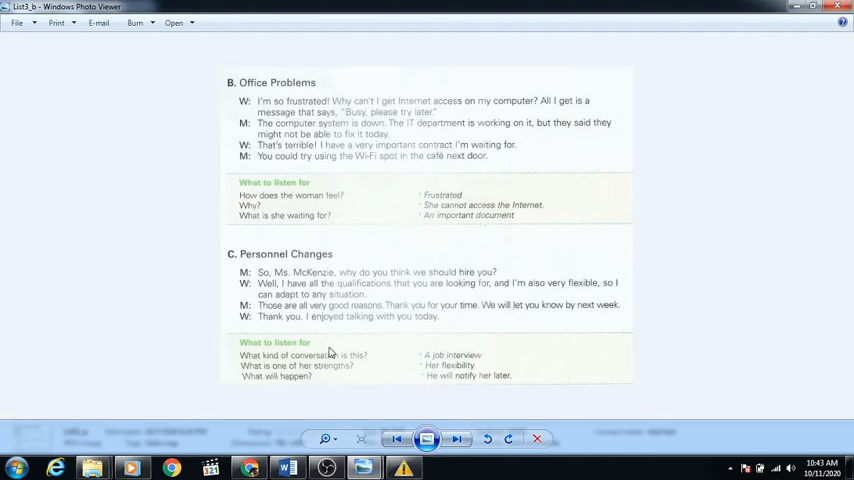 List3_b - Windows Photo Viewer
File Print E-mail Burn Open
B. Office Problems
W: I'm so frustrated! Why can't I get Internet access on my computer? All I get is a
message that says, "Busy, please try later."
M: The computer system is down. The IT department is working on it, but they said they
might not be able to fix it today.
W: That's terrible! I have a very important contract I'm waiting for.
M: You could try using the Wi-Fi spot in the café next door.
What to listen for
How does the woman feel? · Frustrated
Why? · She cannot access the Internet.
What is she waiting for? · An important document
C. Personnel Changes
M: So, Ms. McKenzie, why do you think we should hire you?
W: Well, I have all the qualifications that you are looking for, and I'm also very flexible, so I
can adapt to any situation.
M: Those are all very good reasons. Thank you for your time. We will let you know by next week.
W: Thank you. I enjoyed talking with you today.
What to listen for
What kind of conversation is this? · A job interview
What is one of her strengths? · Her flexibility
What will happen? · He will notify her later.
321
10:43 AM
10/11/2020